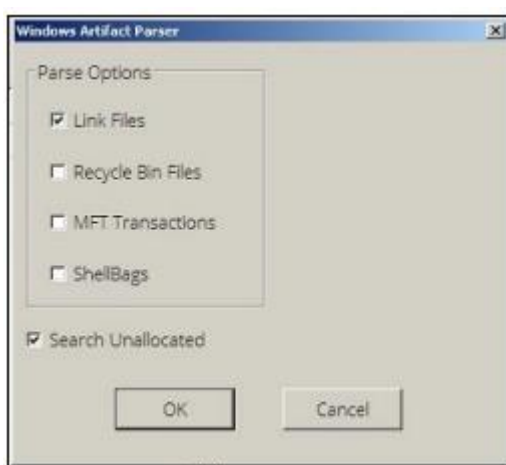 Windows Artifact Parser
Parse Options
Link Files
Recycle Bin Files
MFT Transactions
ShellBags
Search Unallocated
OK Cancel